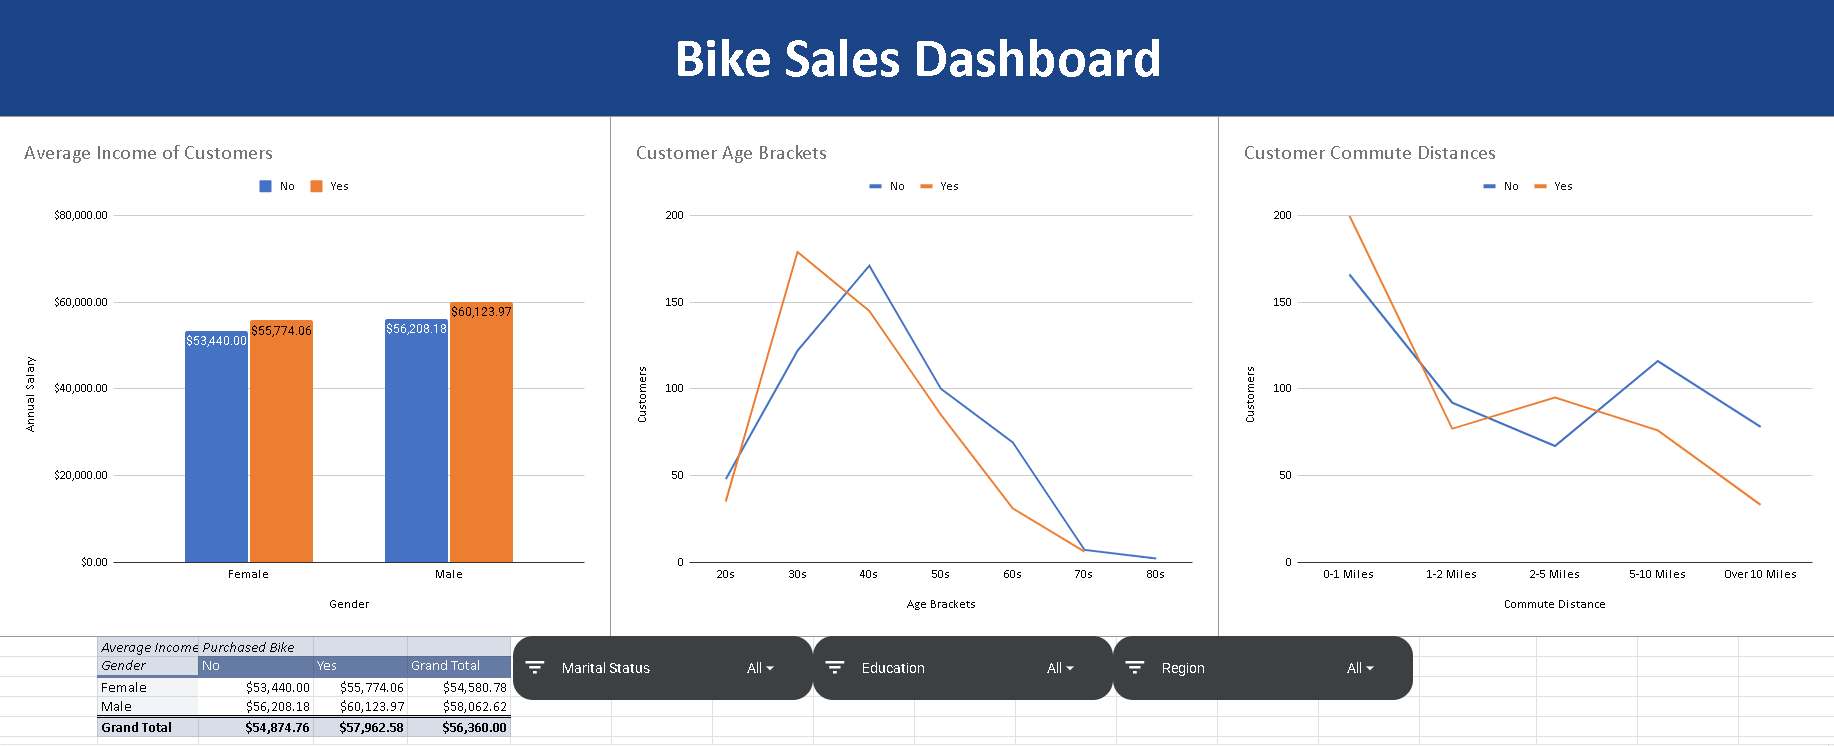 Bike Sales Dashboard
Average Income of Customers
No Yes
$80,000.00
$60,000.00
$40,000.00
$20,000.00
$0.00
Annual Salary
$53,440.00
$55,774.06
$56,208.18
$60,123.97
Female Male
Gender
Customer Age Brackets
No Yes
200
150
100
50
0
Customers
20s 30s 40s 50s 60s 70s 80s
Age Brackets
Customer Commute Distances
No Yes
200
150
100
50
0
Customers
0-1 Miles 1-2 Miles 2-5 Miles 5-10 Miles Over 10 Miles
Commute Distance
Average Income Purchased Bike
Gender No Yes Grand Total
Female $53,440.00 $55,774.06 $54,580.78
Male $56,208.18 $60,123.97 $58,062.62
Grand Total $54,874.76 $57,962.58 $56,360.00
Marital Status All
Education All
Region All